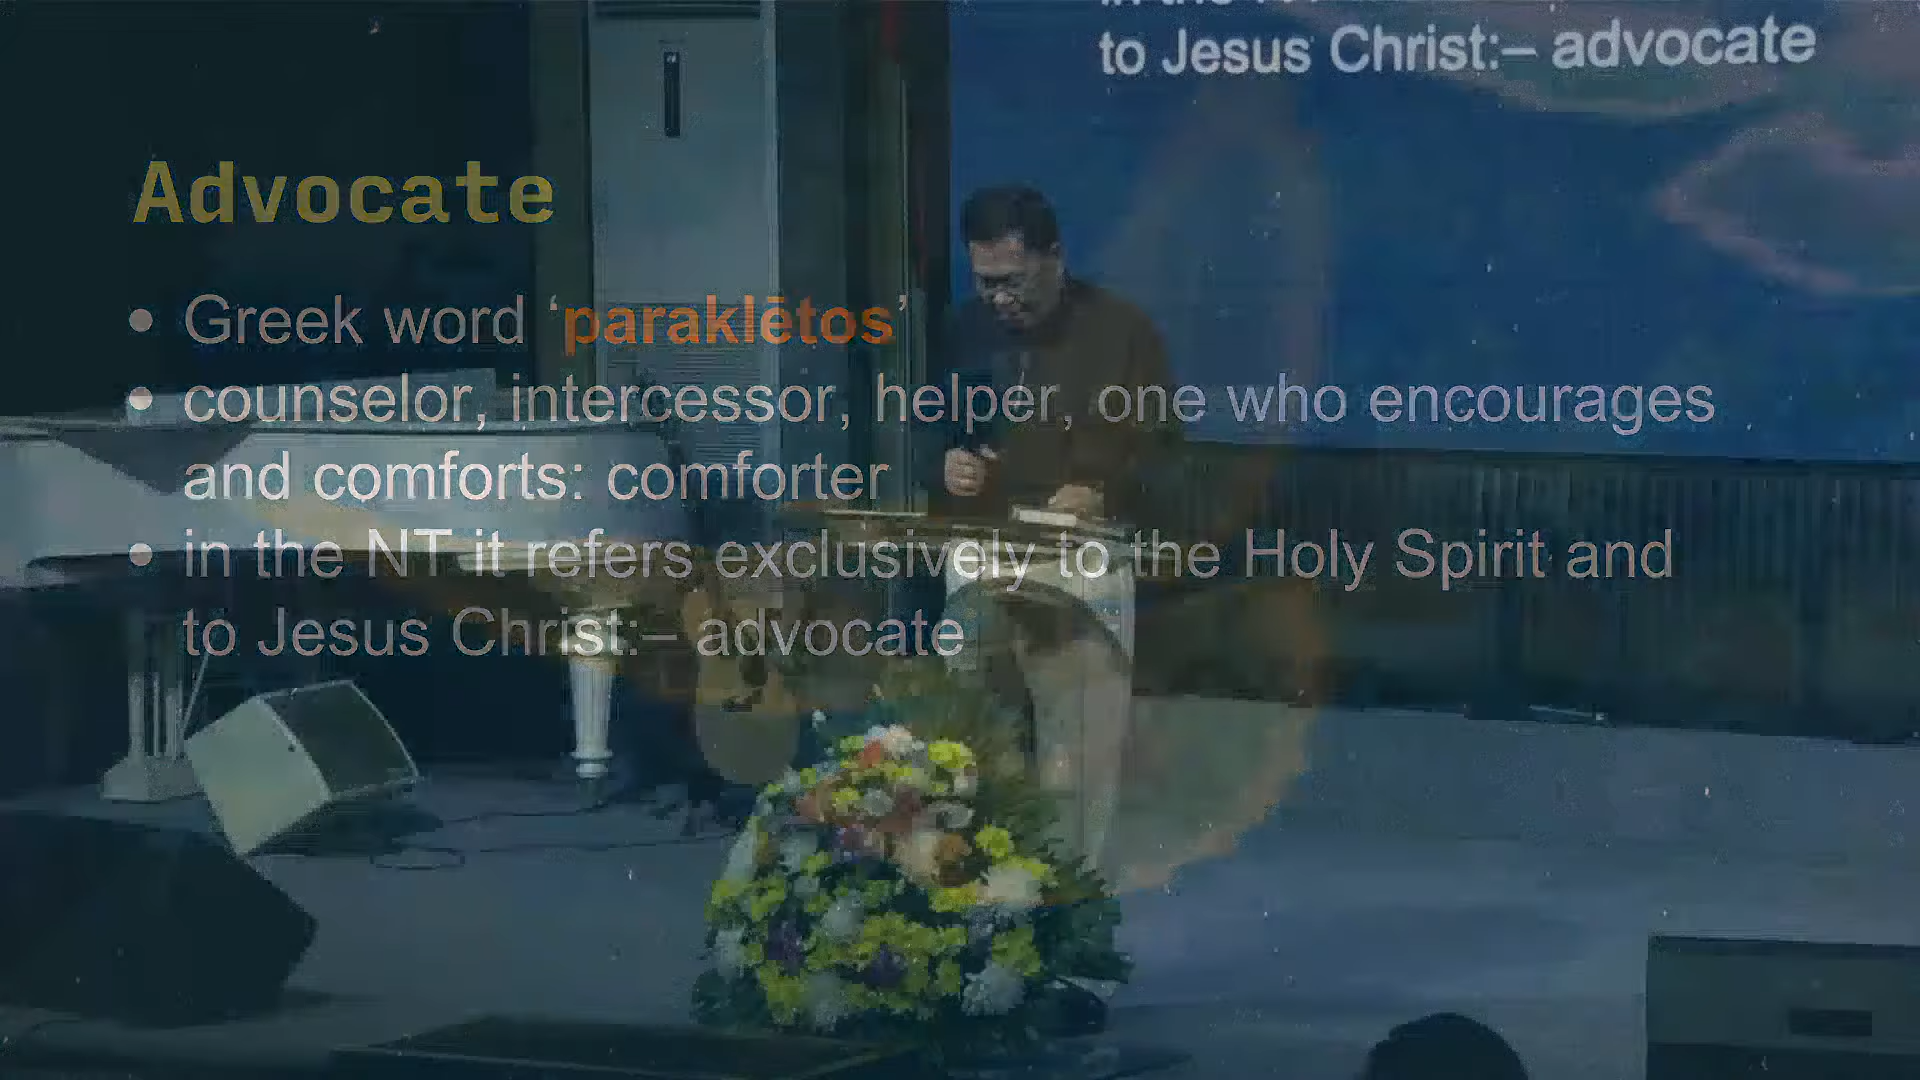 to Jesus Christ:– advocate
Advocate
• Greek word ‘paraklētos’
• counselor, intercessor, helper, one who encourages
and comforts: comforter
• in the NT it refers exclusively to the Holy Spirit and
to Jesus Christ:– advocate